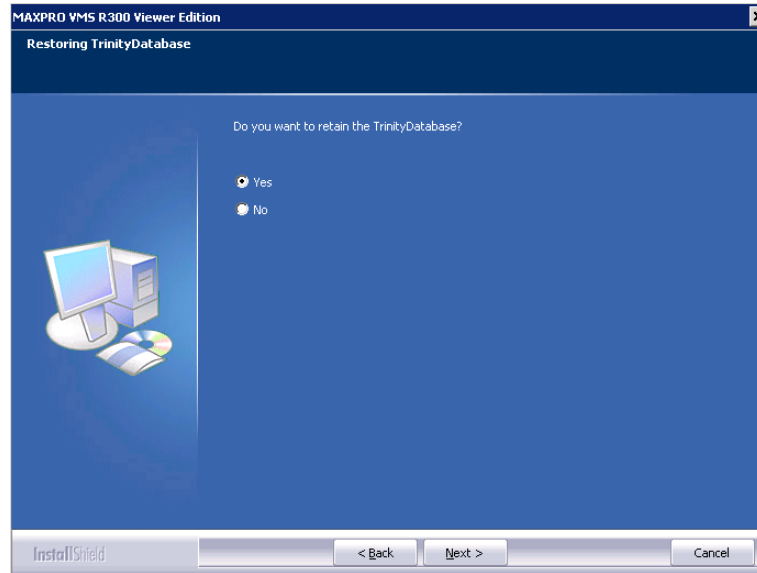 MAXPRO VMS R300 Viewer Edition
Restoring TrinityDatabase
Do you want to retain the TrinityDatabase?
Yes
No
InstallShield
< Back
Next >
Cancel